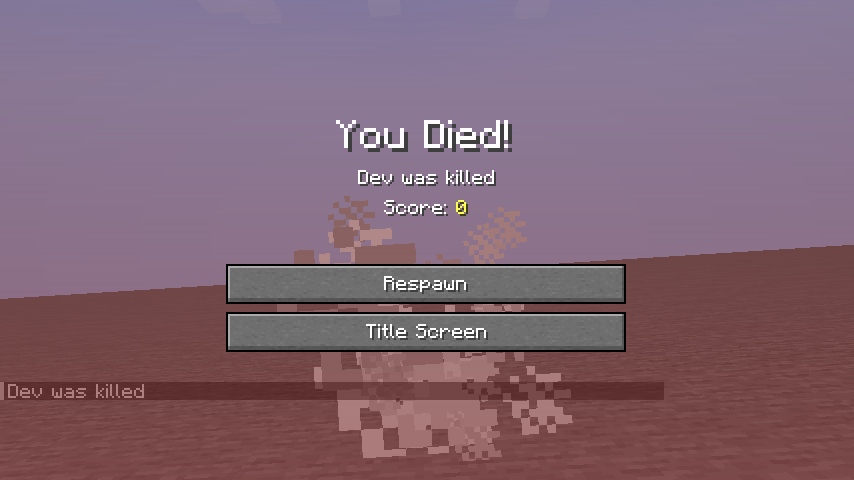 You Died!
Dev was killed
Score: 0
Respawn
Title Screen
Dev was killed